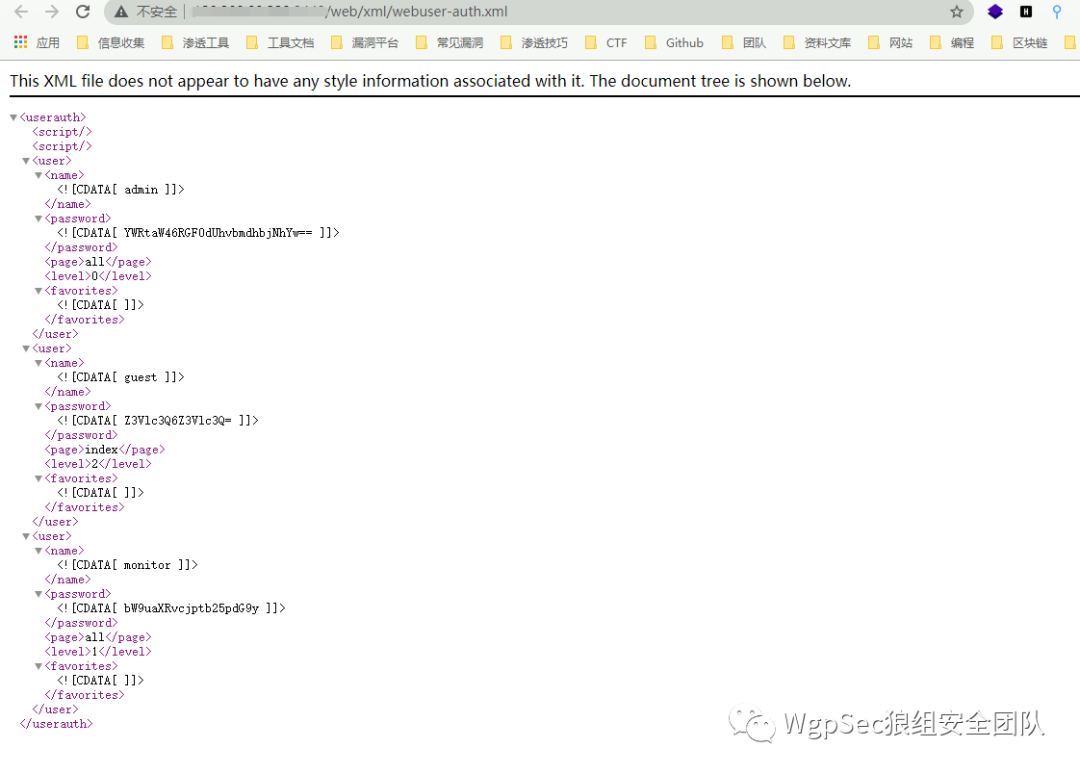 不安全 /web/xml/webuser-auth.xml
应用 信息收集 渗透工具 工具文档 漏洞平台 常见漏洞 渗透技巧 CTF Github 团队 资料文库 网站 编程 区块链
This XML file does not appear to have any style information associated with it. The document tree is shown below.
▼<userauth>
<script/>
<script/>
▼<user>
▼<name>
<![CDATA[ admin ]]>
</name>
▼<password>
<![CDATA[ YWRtaW46RGF0dUhvbmdhbjNhYw== ]]>
</password>
<page>all</page>
<level>0</level>
▼<favorites>
<![CDATA[ ]]>
</favorites>
</user>
▼<user>
▼<name>
<![CDATA[ guest ]]>
</name>
▼<password>
<![CDATA[ Z3Vlc3Q6Z3Vlc3Q= ]]>
</password>
<page>index</page>
<level>2</level>
▼<favorites>
<![CDATA[ ]]>
</favorites>
</user>
▼<user>
▼<name>
<![CDATA[ monitor ]]>
</name>
▼<password>
<![CDATA[ bW9uaXRvcjptb25pdG9y ]]>
</password>
<page>all</page>
<level>1</level>
▼<favorites>
<![CDATA[ ]]>
</favorites>
</user>
</userauth>
WgpSec狼组安全团队